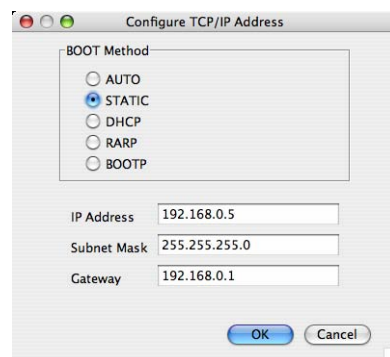 Configure TCP/IP Address
BOOT Method
AUTO
STATIC
DHCP
RARP
BOOTP
IP Address 192.168.0.5
Subnet Mask 255.255.255.0
Gateway 192.168.0.1
OK Cancel